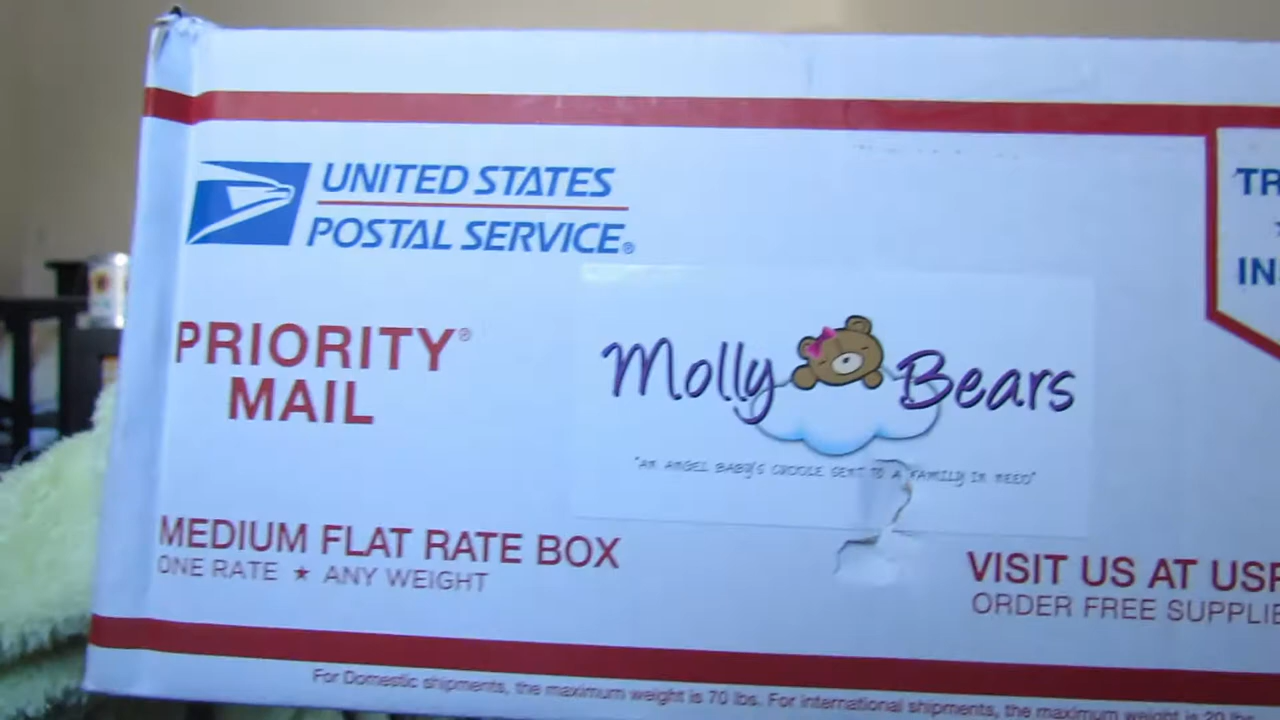 UNITED STATES
POSTAL SERVICE®
TR
IN
PRIORITY®
MAIL
Molly Bears
"AN ANGEL BABY'S CUDDLE SENT TO A FAMILY IN NEED"
MEDIUM FLAT RATE BOX
ONE RATE ★ ANY WEIGHT
VISIT US AT USP
ORDER FREE SUPPLIE
For Domestic shipments, the maximum weight is 70 lbs. For international shipments, the maximum weight is 20 lbs.